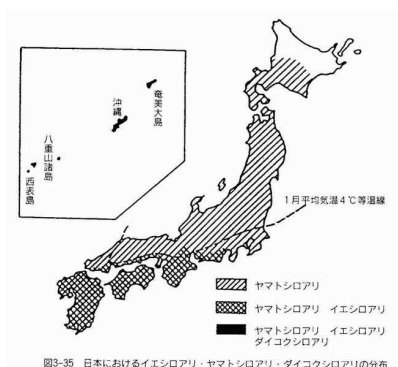 奄美大島
沖縄
八重山諸島
西表島
1月平均気温4℃等温線
ヤマトシロアリ
ヤマトシロアリ イエシロアリ
ヤマトシロアリ イエシロアリ
ダイコクシロアリ
図3-35 日本におけるイエシロアリ・ヤマトシロアリ・ダイコクシロアリの分布